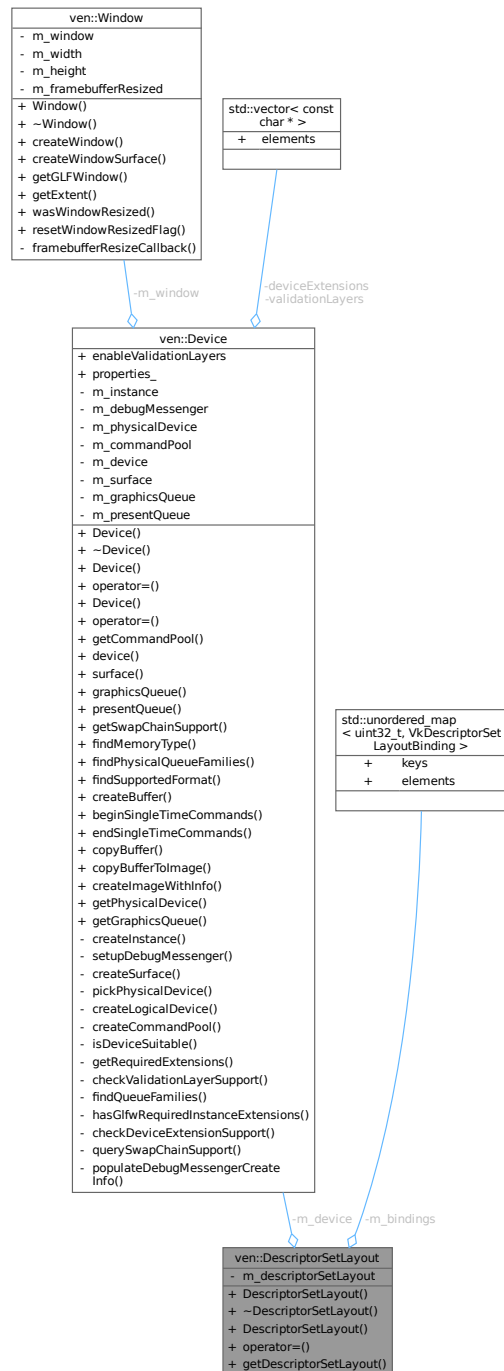 ven::Window
- m_window
- m_width
- m_height
- m_framebufferResized
+ Window()
+ ~Window()
+ createWindow()
+ createWindowSurface()
+ getGLFWindow()
+ getExtent()
+ wasWindowResized()
+ resetWindowResizedFlag()
- framebufferResizeCallback()
std::vector< const
char * >
+ elements
-m_window
-deviceExtensions
-validationLayers
ven::Device
+ enableValidationLayers
+ properties_
- m_instance
- m_debugMessenger
- m_physicalDevice
- m_commandPool
- m_device
- m_surface
- m_graphicsQueue
- m_presentQueue
+ Device()
+ ~Device()
+ Device()
+ operator=()
+ Device()
+ operator=()
+ getCommandPool()
+ device()
+ surface()
+ graphicsQueue()
+ presentQueue()
+ getSwapChainSupport()
+ findMemoryType()
+ findPhysicalQueueFamilies()
+ findSupportedFormat()
+ createBuffer()
+ beginSingleTimeCommands()
+ endSingleTimeCommands()
+ copyBuffer()
+ copyBufferToImage()
+ createImageWithInfo()
+ getPhysicalDevice()
+ getGraphicsQueue()
- createInstance()
- setupDebugMessenger()
- createSurface()
- pickPhysicalDevice()
- createLogicalDevice()
- createCommandPool()
- isDeviceSuitable()
- getRequiredExtensions()
- checkValidationLayerSupport()
- findQueueFamilies()
- hasGlfwRequiredInstanceExtensions()
- checkDeviceExtensionSupport()
- querySwapChainSupport()
- populateDebugMessengerCreate
Info()
std::unordered_map
< uint32_t, VkDescriptorSet
LayoutBinding >
+ keys
+ elements
-m_device
-m_bindings
ven::DescriptorSetLayout
- m_descriptorSetLayout
+ DescriptorSetLayout()
+ ~DescriptorSetLayout()
+ DescriptorSetLayout()
+ operator=()
+ getDescriptorSetLayout()